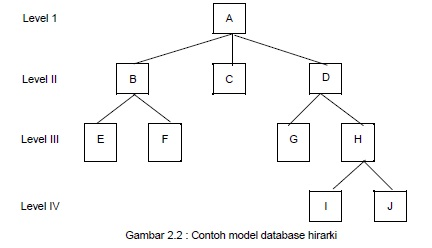 Level 1 A
Level II B C D
Level III E F G H
Level IV I J
Gambar 2.2 : Contoh model database hirarki